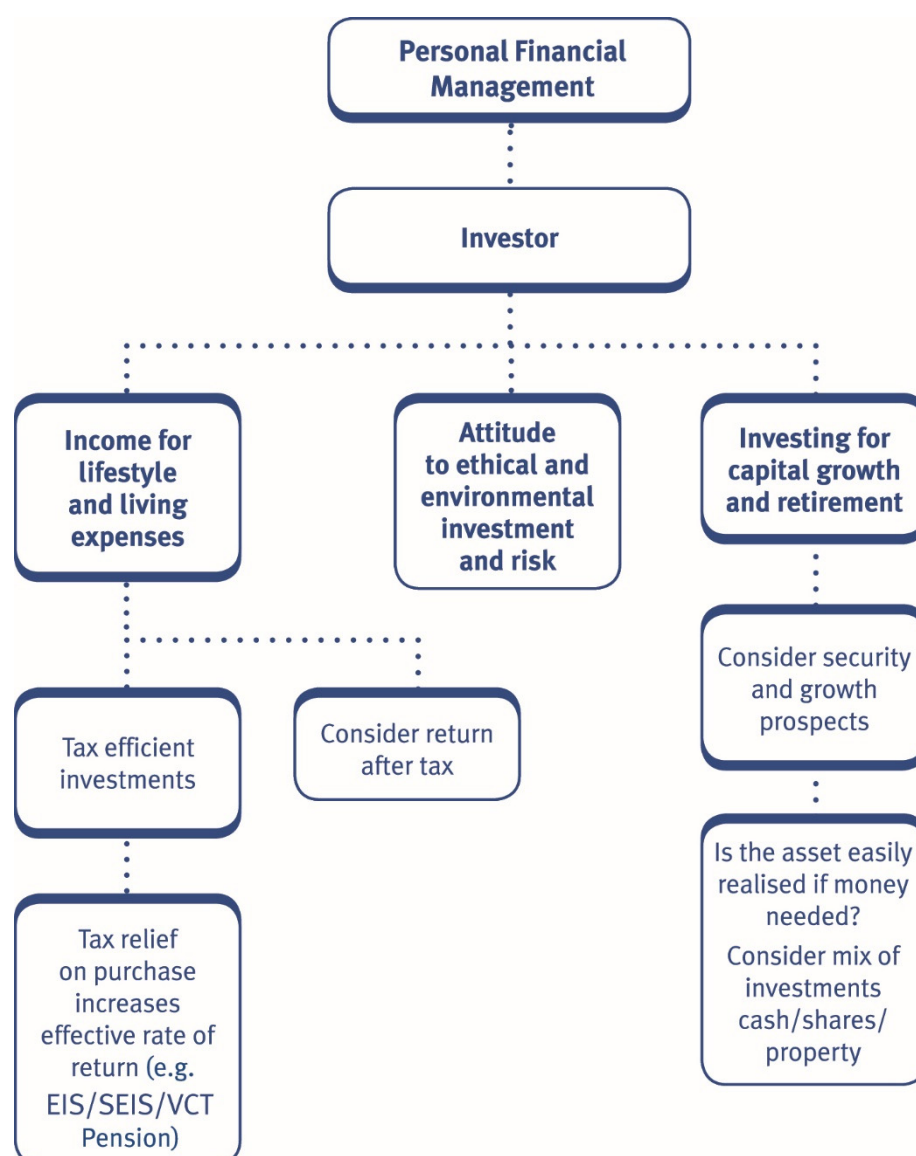 Personal Financial
Management
Investor
Income for
lifestyle
and living
expenses
Attitude
to ethical and
environmental
investment
and risk
Investing for
capital growth
and retirement
Tax efficient
investments
Consider return
after tax
Consider security
and growth
prospects
Tax relief
on purchase
increases
effective rate of
return (e.g.
EIS/SEIS/VCT
Pension)
Is the asset easily
realised if money
needed?
Consider mix of
investments
cash/shares/
property